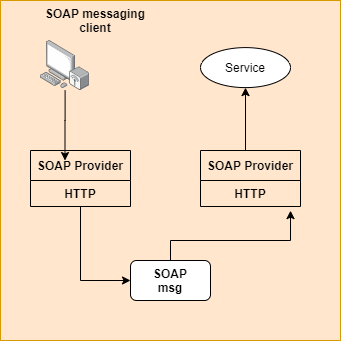 SOAP messaging
client
Service
SOAP Provider
HTTP
SOAP Provider
HTTP
SOAP
msg